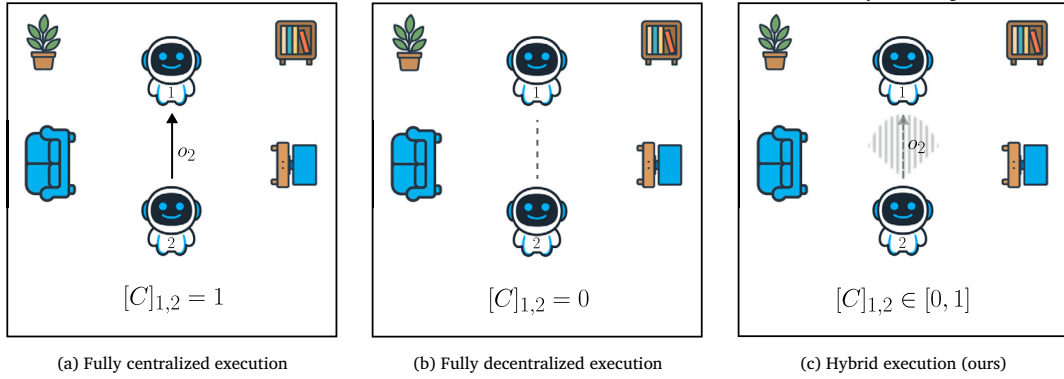 1
o₂
2
[C]₁,₂ = 1
(a) Fully centralized execution
1
2
[C]₁,₂ = 0
(b) Fully decentralized execution
1
o₂
2
[C]₁,₂ ∈ [0, 1]
(c) Hybrid execution (ours)